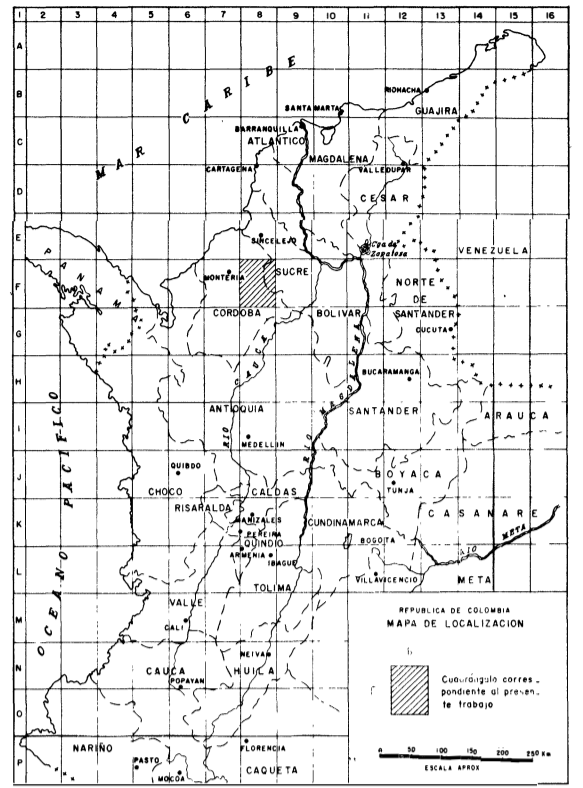 1 2 3 4 5 6 7 8 9 10 11 12 13 14 15 16
A
B
C
D
E
F
G
H
I
J
K
L
M
N
O
P
MAR CARIBE
RIOHACHA
GUAJIRA
SANTA MARTA
BARRANQUILLA
ATLANTICO
MAGDALENA
CARTAGENA
VALLEDUPAR
CESAR
SINCELEJO
Cga de
Zapatosa
VENEZUELA
PANAMA
MONTERIA
SUCRE
NORTE
DE
SANTANDER
CORDOBA
BOLIVAR
CUCUTA
RIO CAUCA
RIO MAGDALENA
BUCARAMANGA
OCEANO PACIFICO
ANTIOQUIA
SANTANDER
ARAUCA
MEDELLIN
QUIBDO
BOYACA
TUNJA
CHOCO
CALDAS
RISARALDA
CASANARE
MANIZALES
CUNDINAMARCA
PEREIRA
QUINDIO
BOGOTA
RIO META
ARMENIA
IBAGUE
VILLAVICENCIO
META
TOLIMA
VALLE
CALI
REPUBLICA DE COLOMBIA
MAPA DE LOCALIZACION
NEIVA
CAUCA
HUILA
POPAYAN
Cuadrángulo corres_
pondiente al presen_
te trabajo
NARIÑO
FLORENCIA
PASTO
MOCOA
CAQUETA
0 50 100 150 200 250 Km
ESCALA APROX